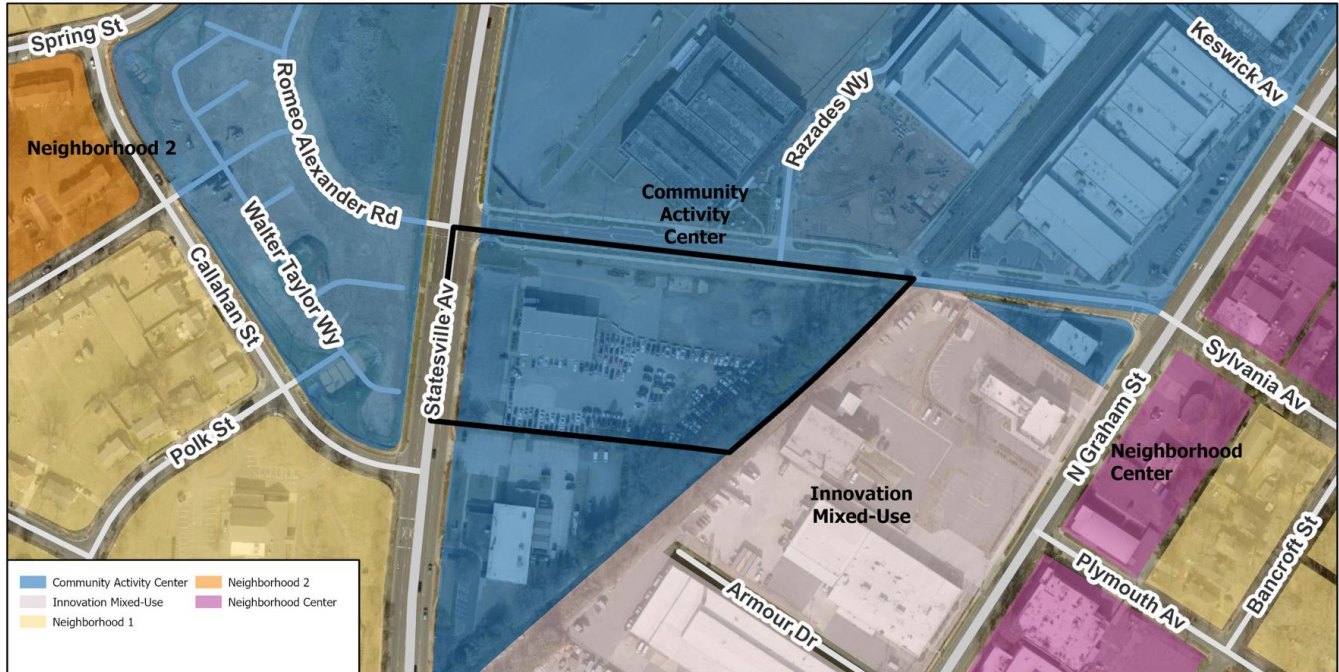 Spring St
Neighborhood 2
Romeo Alexander Rd
Walter Taylor Wy
Callahan St
Polk St
Statesville Av
Community
Activity
Center
Razades Wy
Keswick Av
Sylvania Av
N Graham St
Neighborhood
Center
Innovation
Mixed-Use
Armour Dr
Plymouth Av
Bancroft St
Community Activity Center
Innovation Mixed-Use
Neighborhood 1
Neighborhood 2
Neighborhood Center